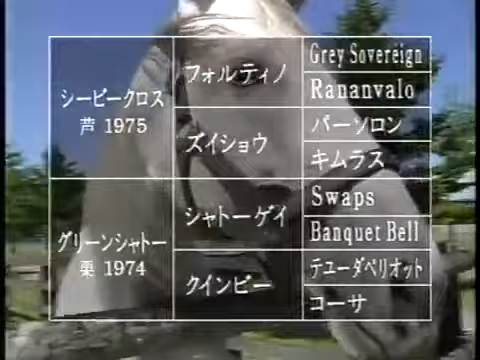 シービークロス
芦 1975
フォルティノ
Grey Sovereign
Rananvalo
ズイショウ
パーソロン
キムラス
グリーンシャトー
栗 1974
シャトーゲイ
Swaps
Banquet Bell
クインビー
テューダペリオット
コーサ